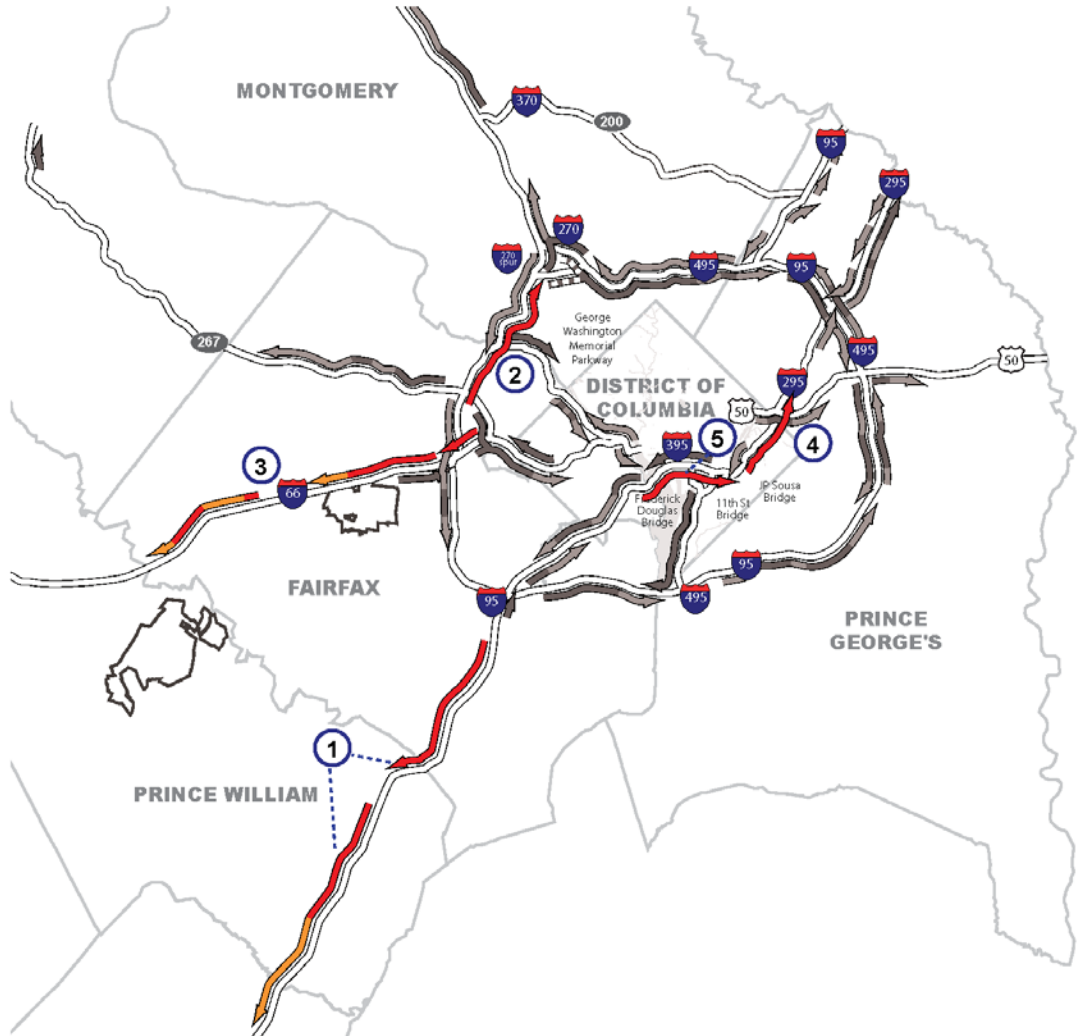 MONTGOMERY
370
200
95
295
270
270
spur
495
95
George
Washington
Memorial
Parkway
267
495
50
2
DISTRICT OF
COLUMBIA
295
50
5
4
395
3
66
Frederick
Douglas
Bridge
11th St
Bridge
JP Sousa
Bridge
FAIRFAX
95
95
495
PRINCE
GEORGE'S
1
PRINCE WILLIAM